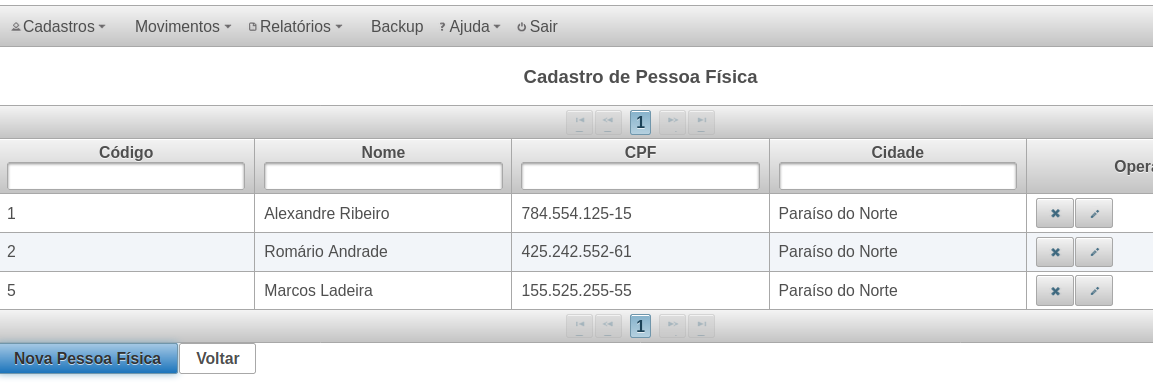 Cadastros Movimentos Relatórios Backup Ajuda Sair
Cadastro de Pessoa Física
1
Código Nome CPF Cidade Opera
1 Alexandre Ribeiro 784.554.125-15 Paraíso do Norte
2 Romário Andrade 425.242.552-61 Paraíso do Norte
5 Marcos Ladeira 155.525.255-55 Paraíso do Norte
1
Nova Pessoa Física Voltar